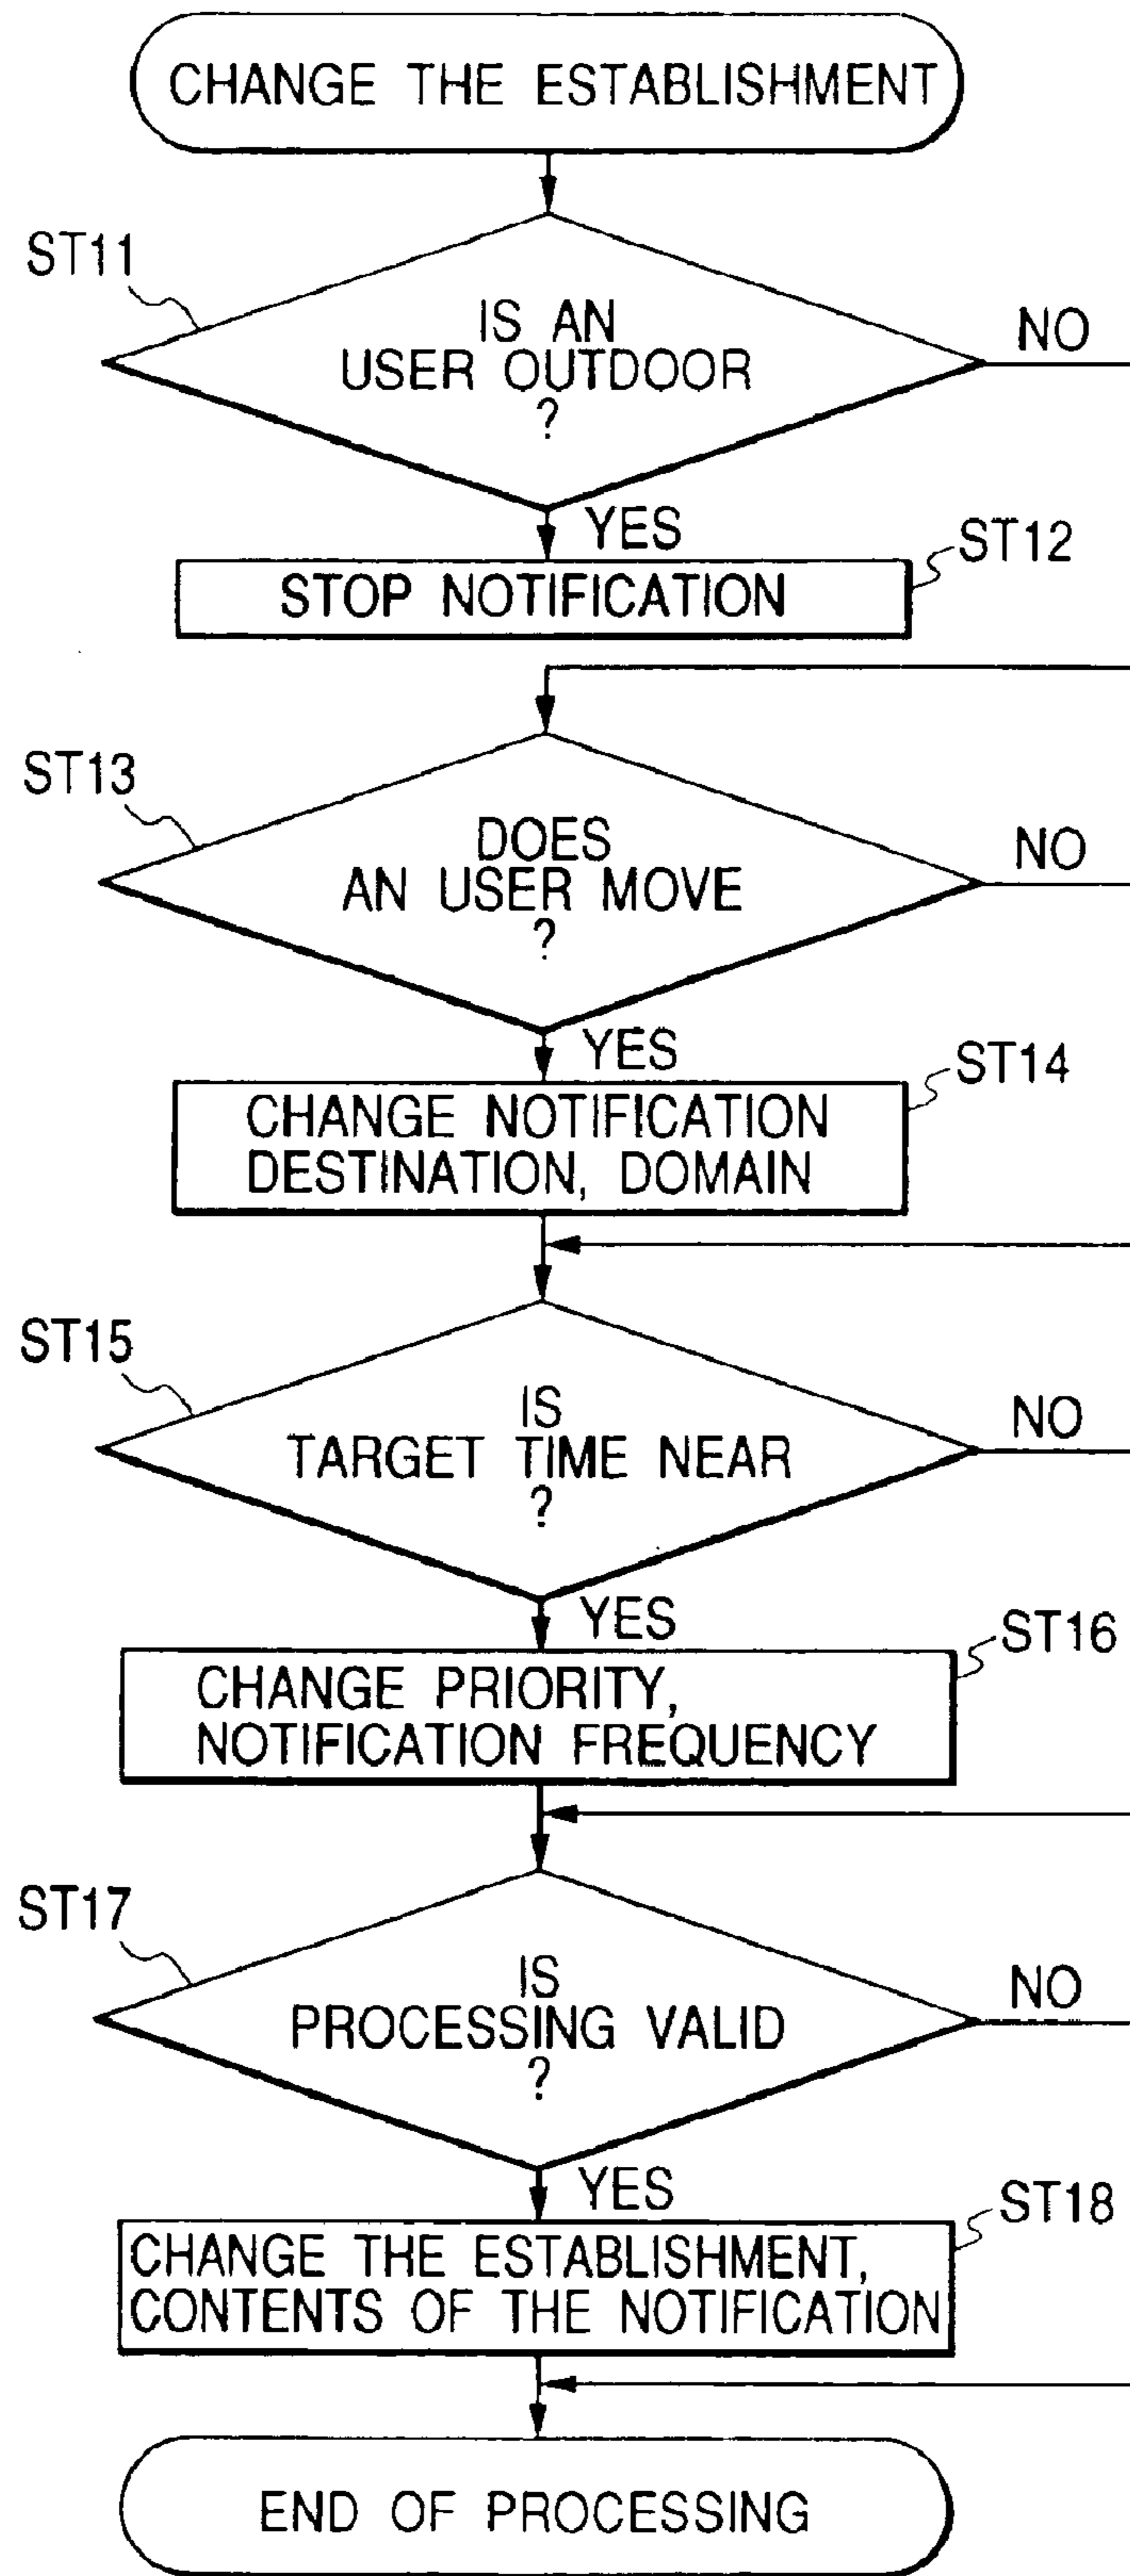 CHANGE THE ESTABLISHMENT
ST11
IS AN
USER OUTDOOR
?
NO
YES
ST12
STOP NOTIFICATION
ST13
DOES
AN USER MOVE
?
NO
YES
ST14
CHANGE NOTIFICATION
DESTINATION, DOMAIN
ST15
IS
TARGET TIME NEAR
?
NO
YES
ST16
CHANGE PRIORITY,
NOTIFICATION FREQUENCY
ST17
IS
PROCESSING VALID
?
NO
YES
ST18
CHANGE THE ESTABLISHMENT,
CONTENTS OF THE NOTIFICATION
END OF PROCESSING